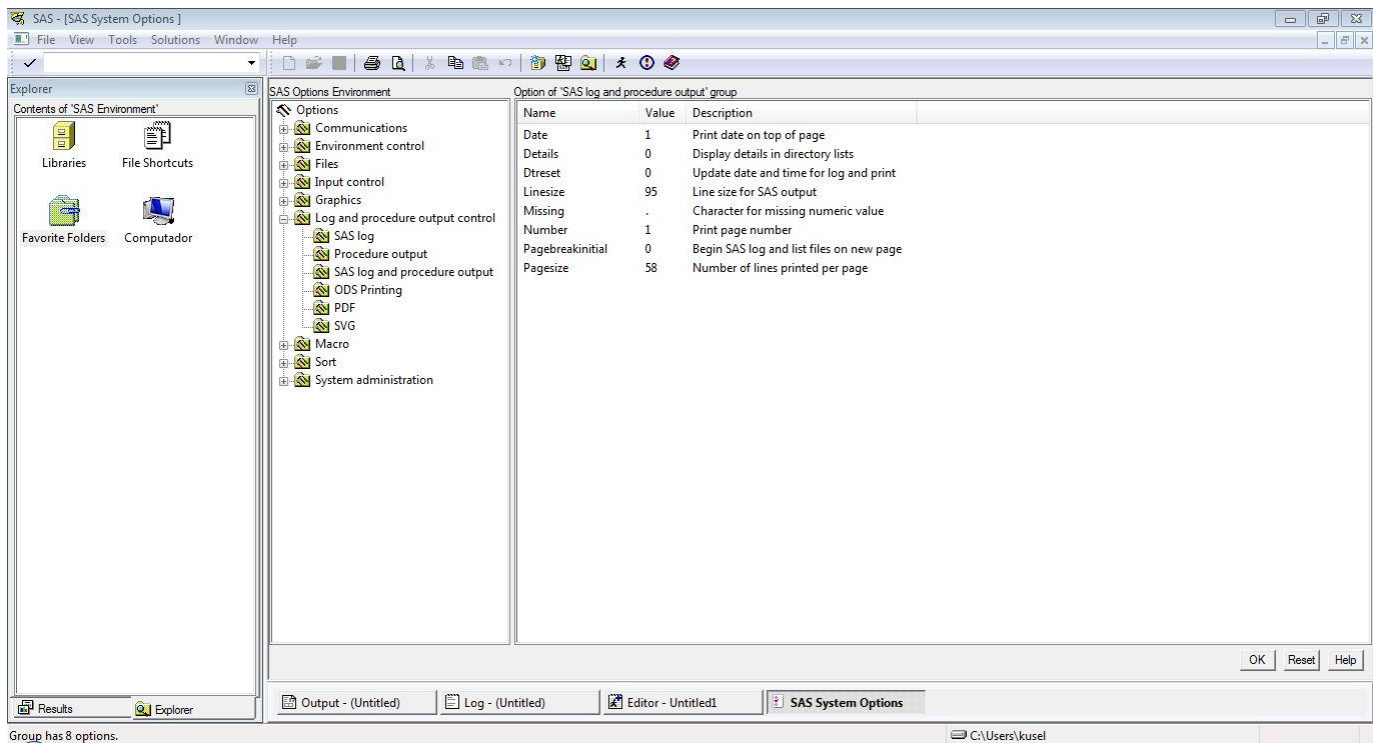 SAS - [SAS System Options ]
File View Tools Solutions Window Help
Explorer
Contents of 'SAS Environment'
Libraries
File Shortcuts
Favorite Folders
Computador
SAS Options Environment
Options
Communications
Environment control
Files
Input control
Graphics
Log and procedure output control
SAS log
Procedure output
SAS log and procedure output
ODS Printing
PDF
SVG
Macro
Sort
System administration
Option of 'SAS log and procedure output' group
Name Value Description
Date 1 Print date on top of page
Details 0 Display details in directory lists
Dtreset 0 Update date and time for log and print
Linesize 95 Line size for SAS output
Missing . Character for missing numeric value
Number 1 Print page number
Pagebreakinitial 0 Begin SAS log and list files on new page
Pagesize 58 Number of lines printed per page
OK Reset Help
Results Explorer
Output - (Untitled) Log - (Untitled) Editor - Untitled1 SAS System Options
Group has 8 options.
C:\Users\kusel